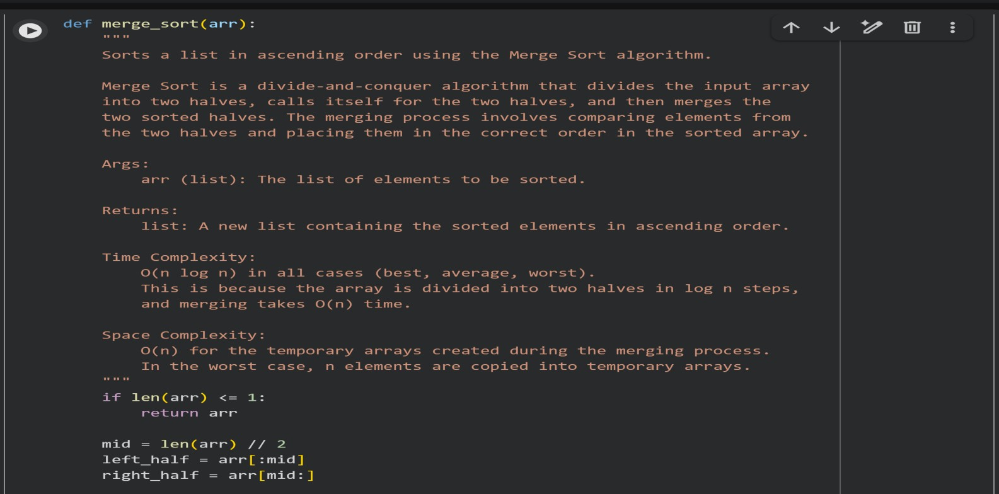 def merge_sort(arr):
    """
    Sorts a list in ascending order using the Merge Sort algorithm.

    Merge Sort is a divide-and-conquer algorithm that divides the input array
    into two halves, calls itself for the two halves, and then merges the
    two sorted halves. The merging process involves comparing elements from
    the two halves and placing them in the correct order in the sorted array.

    Args:
        arr (list): The list of elements to be sorted.

    Returns:
        list: A new list containing the sorted elements in ascending order.

    Time Complexity:
        O(n log n) in all cases (best, average, worst).
        This is because the array is divided into two halves in log n steps,
        and merging takes O(n) time.

    Space Complexity:
        O(n) for the temporary arrays created during the merging process.
        In the worst case, n elements are copied into temporary arrays.
    """
    if len(arr) <= 1:
        return arr

    mid = len(arr) // 2
    left_half = arr[:mid]
    right_half = arr[mid:]